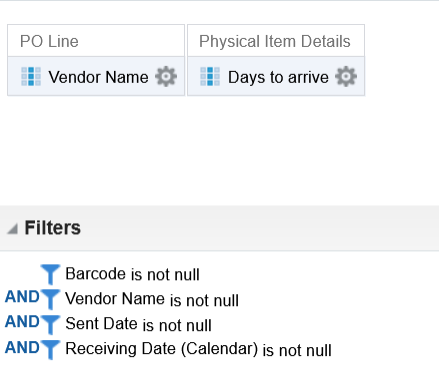 PO Line
Physical Item Details
Vendor Name
Days to arrive
Filters
Barcode is not null
AND Vendor Name is not null
AND Sent Date is not null
AND Receiving Date (Calendar) is not null